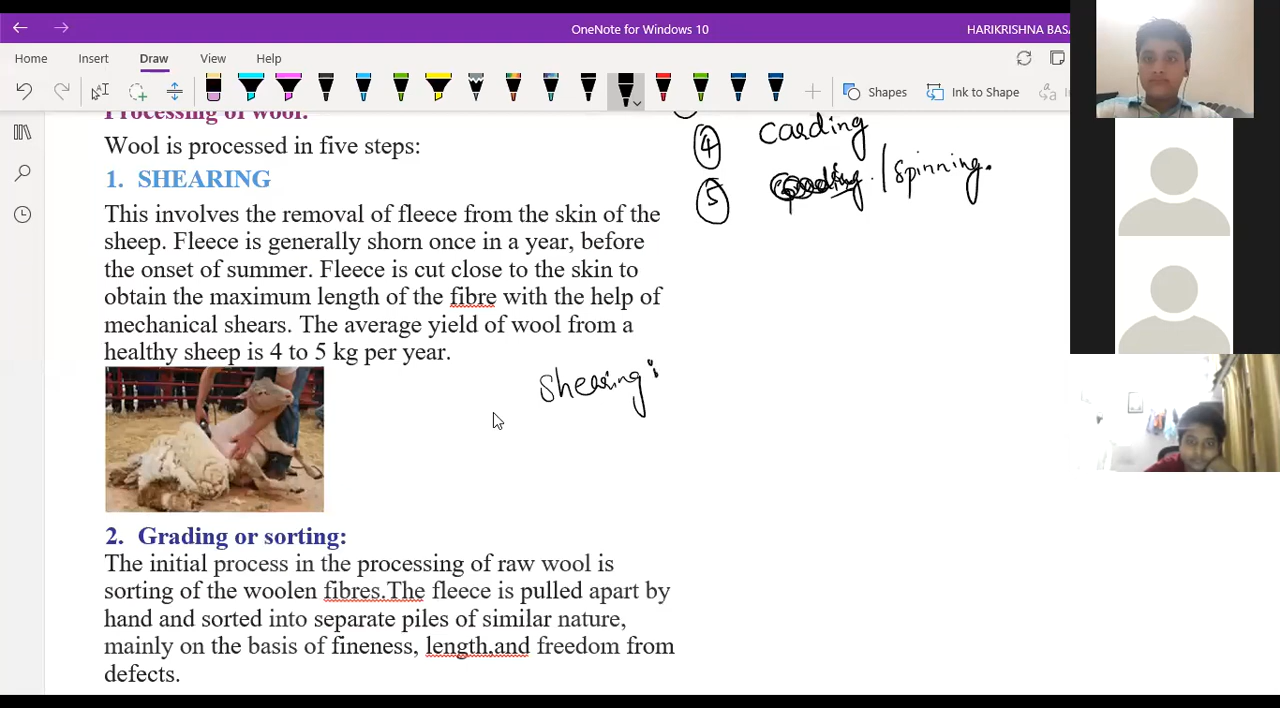 OneNote for Windows 10
HARIKRISHNA BASA
Home Insert Draw View Help
Shapes Ink to Shape
Processing of wool:
Wool is processed in five steps:
1. SHEARING
This involves the removal of fleece from the skin of the
sheep. Fleece is generally shorn once in a year, before
the onset of summer. Fleece is cut close to the skin to
obtain the maximum length of the fibre with the help of
mechanical shears. The average yield of wool from a
healthy sheep is 4 to 5 kg per year.
2. Grading or sorting:
The initial process in the processing of raw wool is
sorting of the woolen fibres.The fleece is pulled apart by
hand and sorted into separate piles of similar nature,
mainly on the basis of fineness, length,and freedom from
defects.
4 Carding
5 / Spinning.
Shearing: